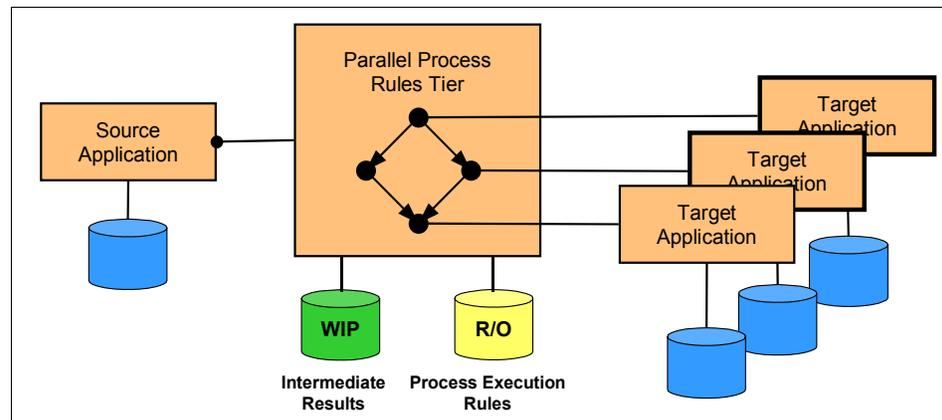 Parallel Process
Rules Tier
Source
Application
Target
Application
Target
Application
Target
Application
WIP
R/O
Intermediate
Results
Process Execution
Rules